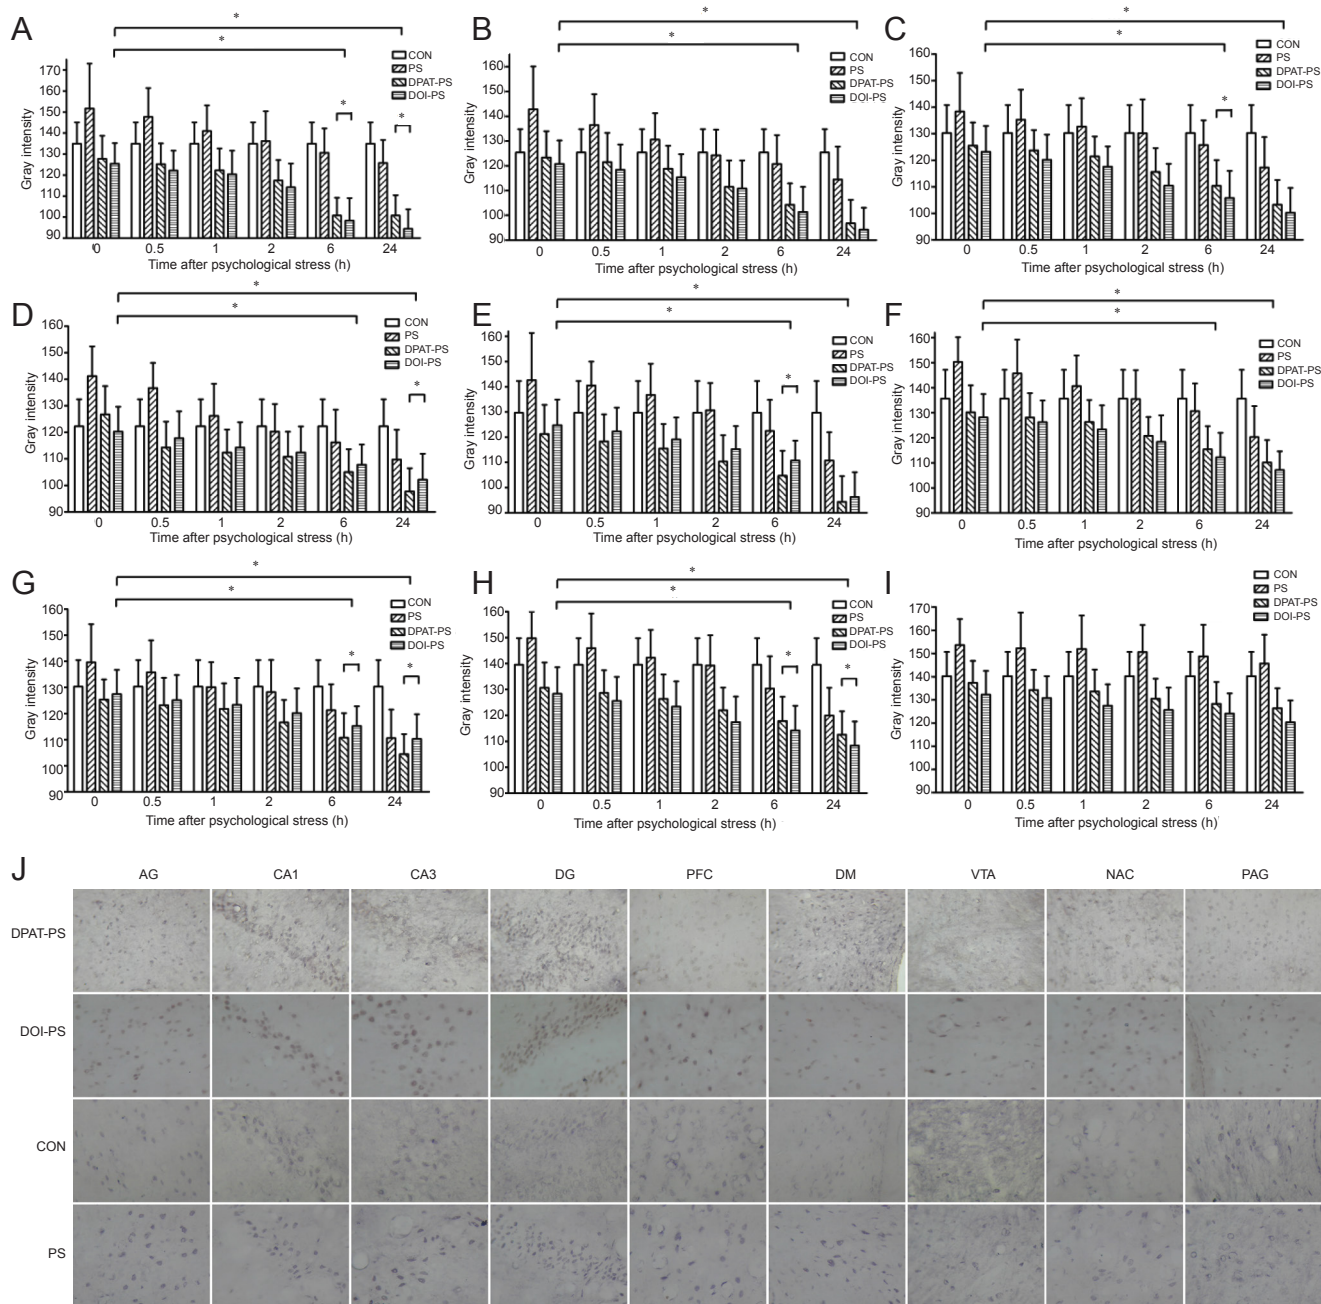 A
*
*
CON
PS
DPAT-PS
DOI-PS
*
*
Gray intensity
170
160
150
140
130
120
110
100
90
0 0.5 1 2 6 24
Time after psychological stress (h)
B
*
*
CON
PS
DPAT-PS
DOI-PS
Gray intensity
160
150
140
130
120
110
100
90
0 0.5 1 2 6 24
Time after psychological stress (h)
C
*
*
CON
PS
DPAT-PS
DOI-PS
*
Gray intensity
160
150
140
130
120
110
100
90
0 0.5 1 2 6 24
Time after psychological stress (h)
D
*
*
CON
PS
DPAT-PS
DOI-PS
*
Gray intensity
160
150
140
130
120
110
100
90
0 0.5 1 2 6 24
Time after psychological stress (h)
E
*
*
CON
PS
DPAT-PS
DOI-PS
*
Gray intensity
160
150
140
130
120
110
100
90
0 0.5 1 2 6 24
Time after psychological stress (h)
F
*
*
CON
PS
DPAT-PS
DOI-PS
Gray intensity
160
150
140
130
120
110
100
90
0 0.5 1 2 6 24
Time after psychological stress (h)
G
*
*
CON
PS
DPAT-PS
DOI-PS
*
*
Gray intensity
160
150
140
130
120
110
100
90
0 0.5 1 2 6 24
Time after psychological stress (h)
H
*
*
CON
PS
DPAT-PS
DOI-PS
*
*
Gray intensity
160
150
140
130
120
110
100
90
0 0.5 1 2 6 24
Time after psychological stress (h)
I
CON
PS
DPAT-PS
DOI-PS
Gray intensity
170
160
150
140
130
120
110
100
90
0 0.5 1 2 6 24
Time after psychological stress (h)
J
AG CA1 CA3 DG PFC DM VTA NAC PAG
DPAT-PS
DOI-PS
CON
PS